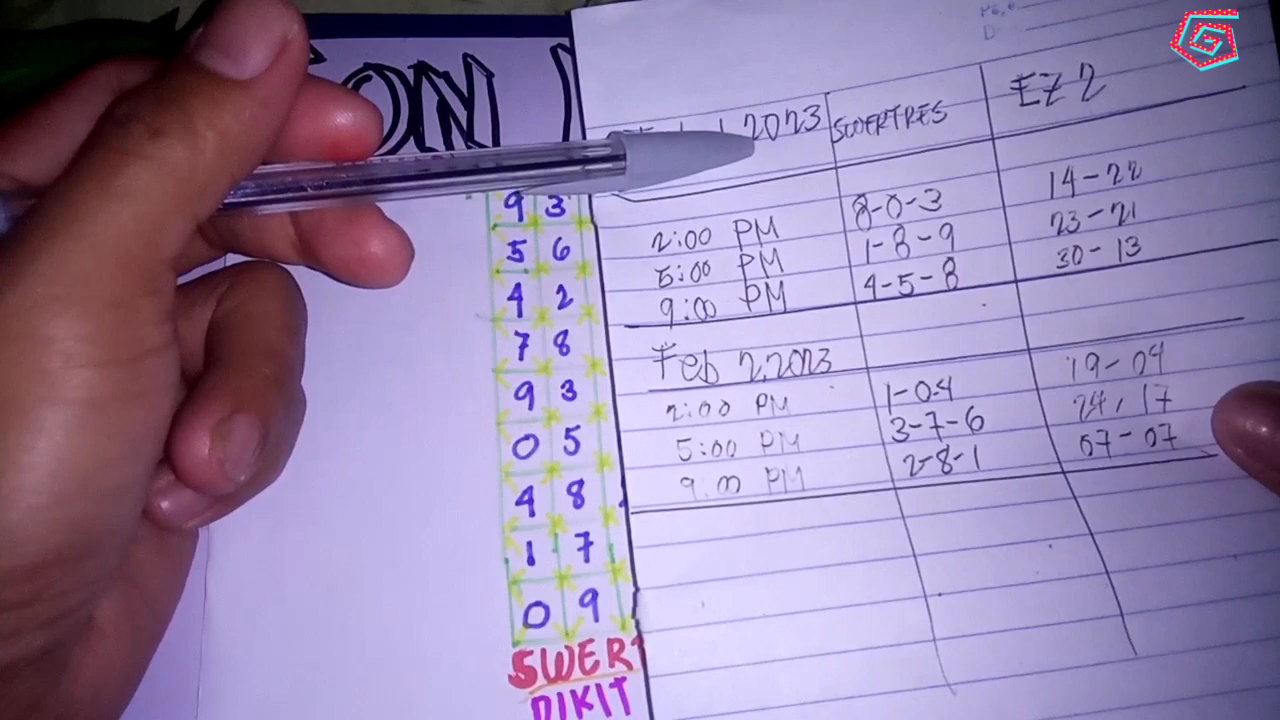 ON
9 3
5 6
4 2
7 8
9 3
0 5
4 8
1 7
0 9
SWER
DIKIT
2023 SWERTRES EZ2
2:00 PM 8-0-3 14-22
5:00 PM 1-8-9 23-21
9:00 PM 4-5-8 30-13
Feb 2,2023
2:00 PM 1-0-4 19-04
5:00 PM 3-7-6 24, 17
9:00 PM 2-8-1 07-07